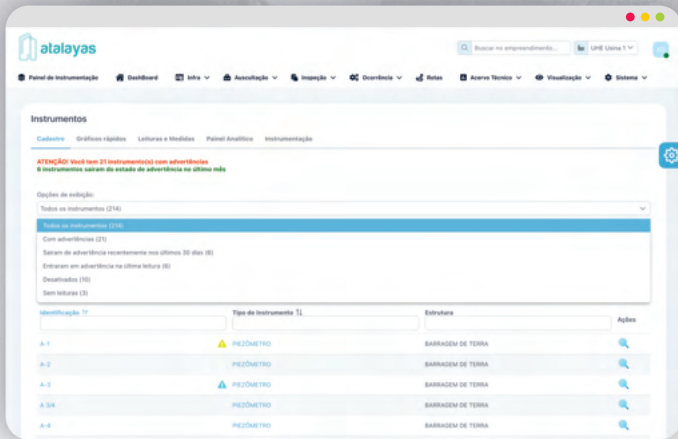 atalayas
Buscar no empreendimento...
UHE Usina 1
Painel de Instrumentação DashBoard Infra Auscultação Inspeção Ocorrência Rotas Acervo Técnico Visualização Sistema
Instrumentos
Cadastro Gráficos rápidos Leituras e Medidas Painel Analítico Instrumentação
ATENÇÃO! Você tem 21 instrumento(s) com advertências
6 instrumentos saíram do estado de advertência no último mês
Opções de exibição:
Todos os instrumentos (214)
Todos os instrumentos (214)
Com advertências (21)
Saíram de advertência recentemente nos últimos 30 dias (6)
Entraram em advertência na última leitura (6)
Desativados (10)
Sem leituras (3)
Identificação Tipo de Instrumento Estrutura Ações
A-1 PIEZÔMETRO BARRAGEM DE TERRA
A-2 PIEZÔMETRO BARRAGEM DE TERRA
A-3 PIEZÔMETRO BARRAGEM DE TERRA
A 3/4 PIEZÔMETRO BARRAGEM DE TERRA
A-4 PIEZÔMETRO BARRAGEM DE TERRA